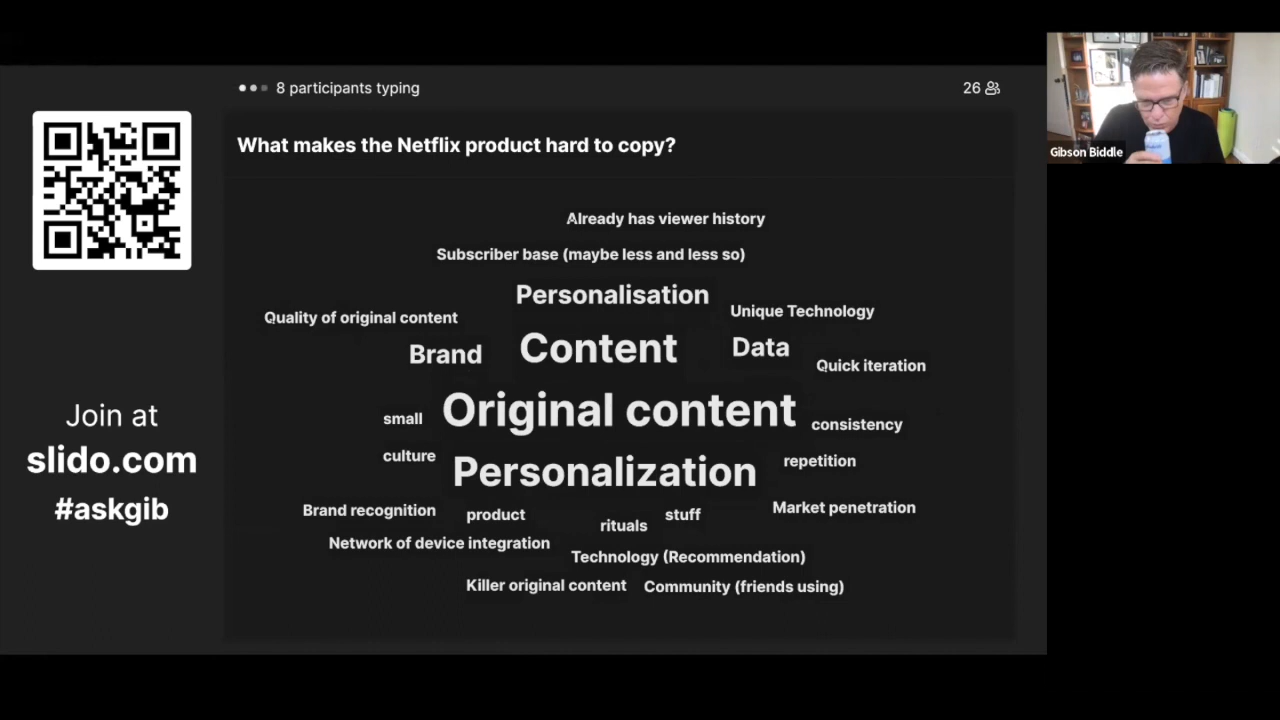 8 participants typing
26
What makes the Netflix product hard to copy?
Already has viewer history
Subscriber base (maybe less and less so)
Personalisation
Unique Technology
Quality of original content
Brand
Content
Data
Quick iteration
small
Original content
consistency
culture
Personalization
repetition
Brand recognition
product
rituals
stuff
Market penetration
Network of device integration
Technology (Recommendation)
Killer original content
Community (friends using)
Join at
slido.com
#askgib
Gibson Biddle